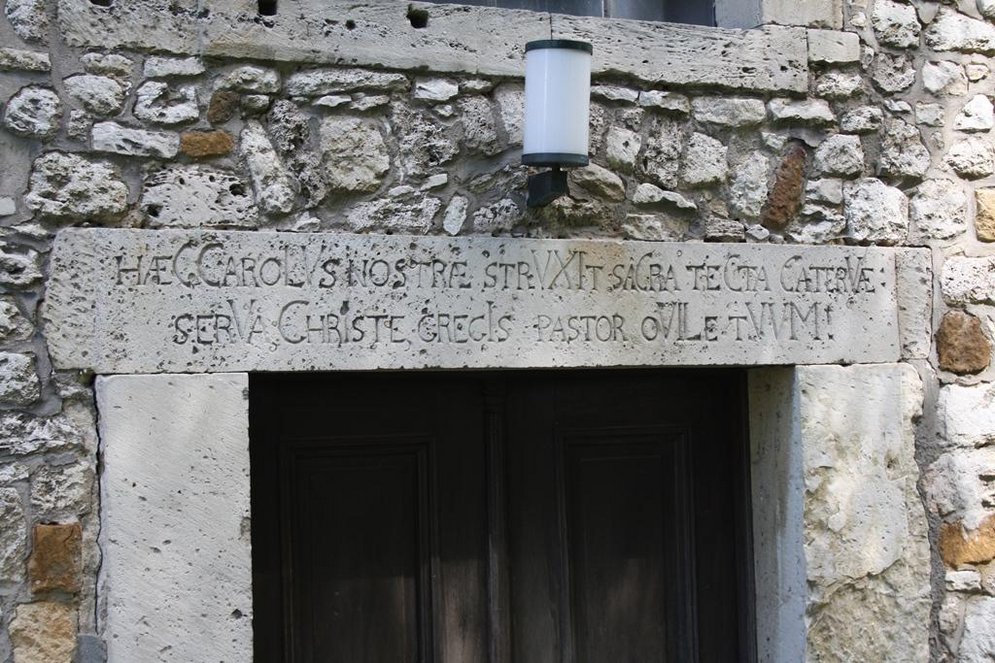 HÆC CAROLVS NOSTRÆ STRVXIT SACRA TECTA CATERVÆ:
SERVA, CHRISTE, GREGIS PASTOR OVILE TVVM!